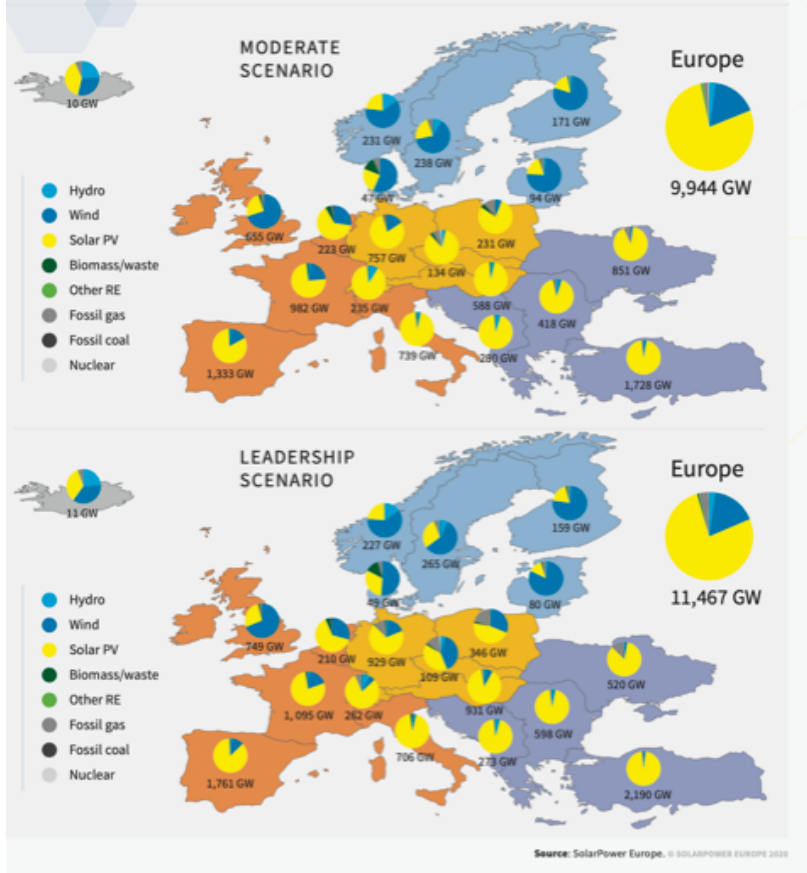 MODERATE
SCENARIO
Europe
9,944 GW
10 GW
231 GW
238 GW
171 GW
47 GW
94 GW
Hydro
Wind
Solar PV
Biomass/waste
Other RE
Fossil gas
Fossil coal
Nuclear
655 GW
223 GW
757 GW
231 GW
134 GW
851 GW
982 GW
235 GW
588 GW
418 GW
1,333 GW
739 GW
280 GW
1,728 GW
LEADERSHIP
SCENARIO
Europe
11,467 GW
11 GW
227 GW
265 GW
159 GW
49 GW
80 GW
Hydro
Wind
Solar PV
Biomass/waste
Other RE
Fossil gas
Fossil coal
Nuclear
749 GW
210 GW
929 GW
346 GW
109 GW
520 GW
1, 095 GW
262 GW
931 GW
598 GW
1,761 GW
706 GW
273 GW
2,190 GW
Source: SolarPower Europe. © SOLARPOWER EUROPE 2020